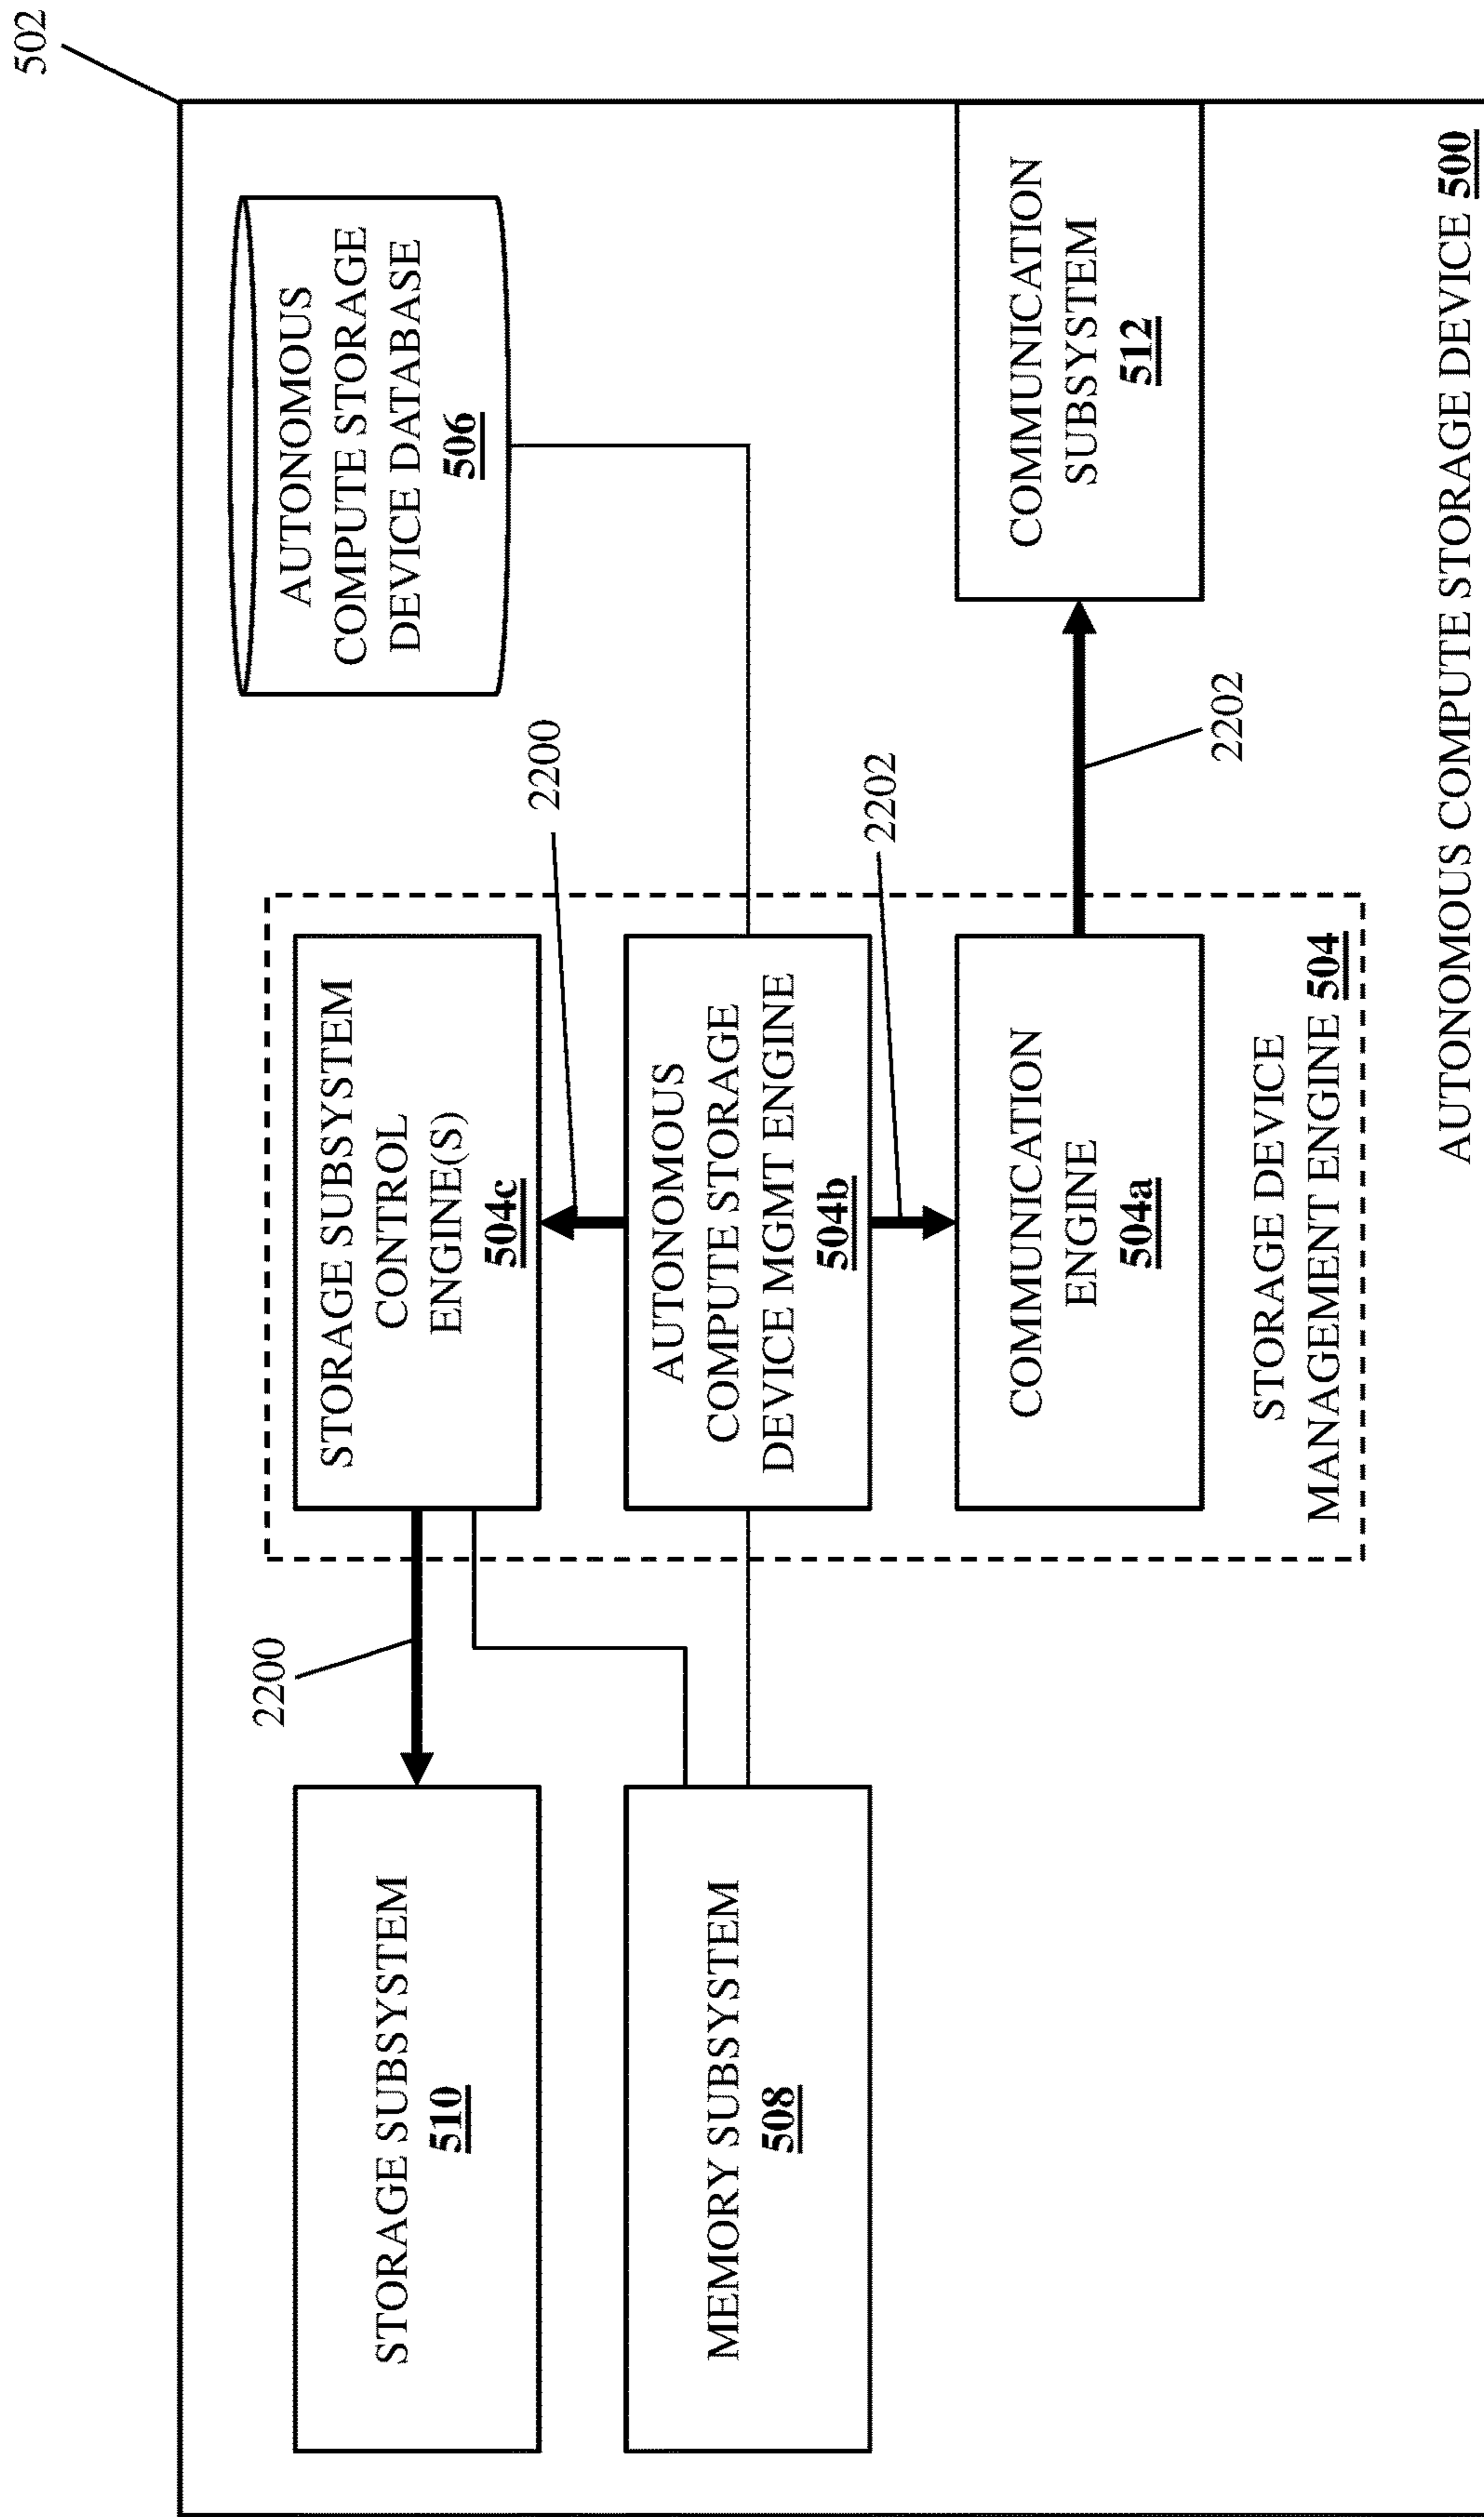 502
STORAGE SUBSYSTEM
510
2200
STORAGE SUBSYSTEM
CONTROL
ENGINE(S)
504c
2200
AUTONOMOUS
COMPUTE STORAGE
DEVICE DATABASE
506
MEMORY SUBSYSTEM
508
AUTONOMOUS
COMPUTE STORAGE
DEVICE MGMT ENGINE
504b
2202
COMMUNICATION
ENGINE
504a
2202
COMMUNICATION
SUBSYSTEM
512
STORAGE DEVICE
MANAGEMENT ENGINE 504
AUTONOMOUS COMPUTE STORAGE DEVICE 500